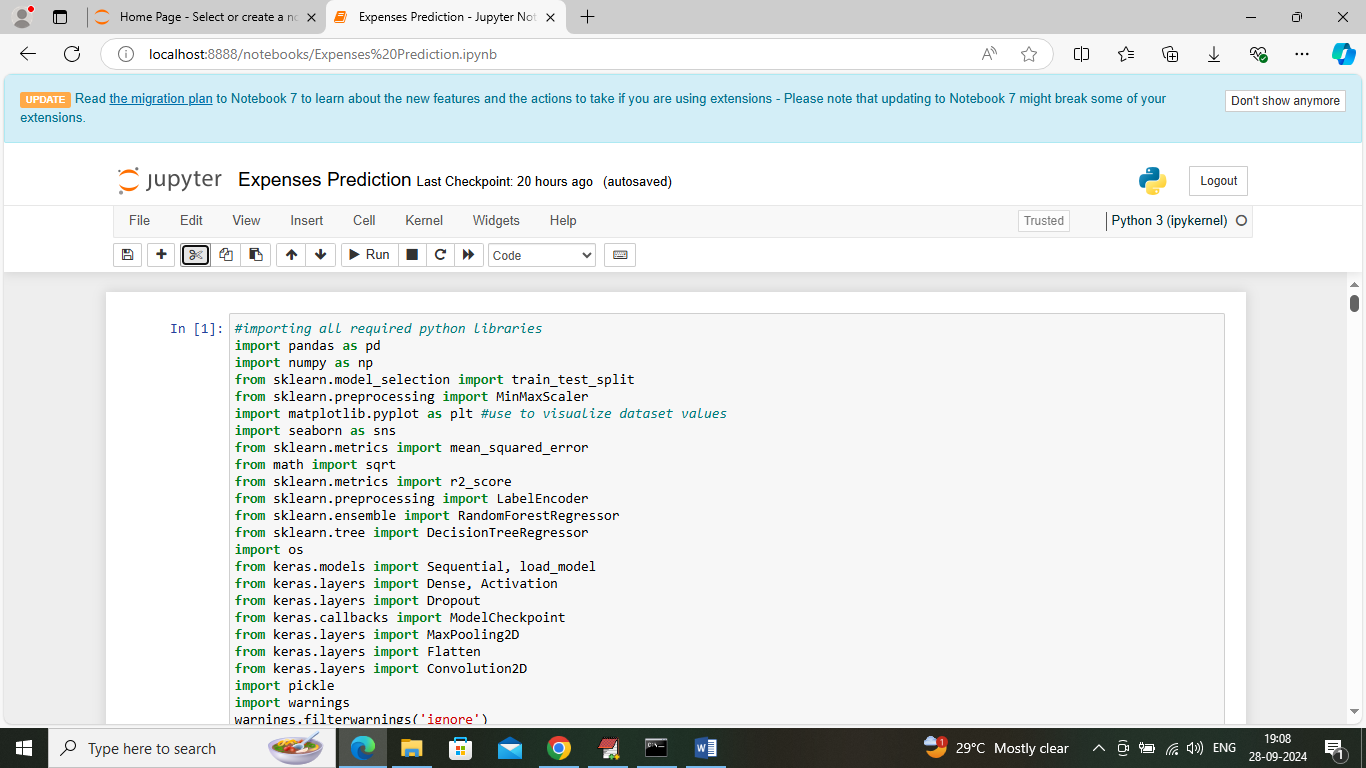 Home Page - Select or create a no
Expenses Prediction - Jupyter Not
localhost:8888/notebooks/Expenses%20Prediction.ipynb
UPDATE Read the migration plan to Notebook 7 to learn about the new features and the actions to take if you are using extensions - Please note that updating to Notebook 7 might break some of your
extensions.
Don't show anymore
jupyter Expenses Prediction Last Checkpoint: 20 hours ago (autosaved)
Logout
File Edit View Insert Cell Kernel Widgets Help
Trusted
Python 3 (ipykernel)
Run
Code
In [1]:
#importing all required python libraries
import pandas as pd
import numpy as np
from sklearn.model_selection import train_test_split
from sklearn.preprocessing import MinMaxScaler
import matplotlib.pyplot as plt #use to visualize dataset values
import seaborn as sns
from sklearn.metrics import mean_squared_error
from math import sqrt
from sklearn.metrics import r2_score
from sklearn.preprocessing import LabelEncoder
from sklearn.ensemble import RandomForestRegressor
from sklearn.tree import DecisionTreeRegressor
import os
from keras.models import Sequential, load_model
from keras.layers import Dense, Activation
from keras.layers import Dropout
from keras.callbacks import ModelCheckpoint
from keras.layers import MaxPooling2D
from keras.layers import Flatten
from keras.layers import Convolution2D
import pickle
import warnings
warnings.filterwarnings('ignore')
Type here to search
1
29°C Mostly clear
ENG
19:08
28-09-2024
1